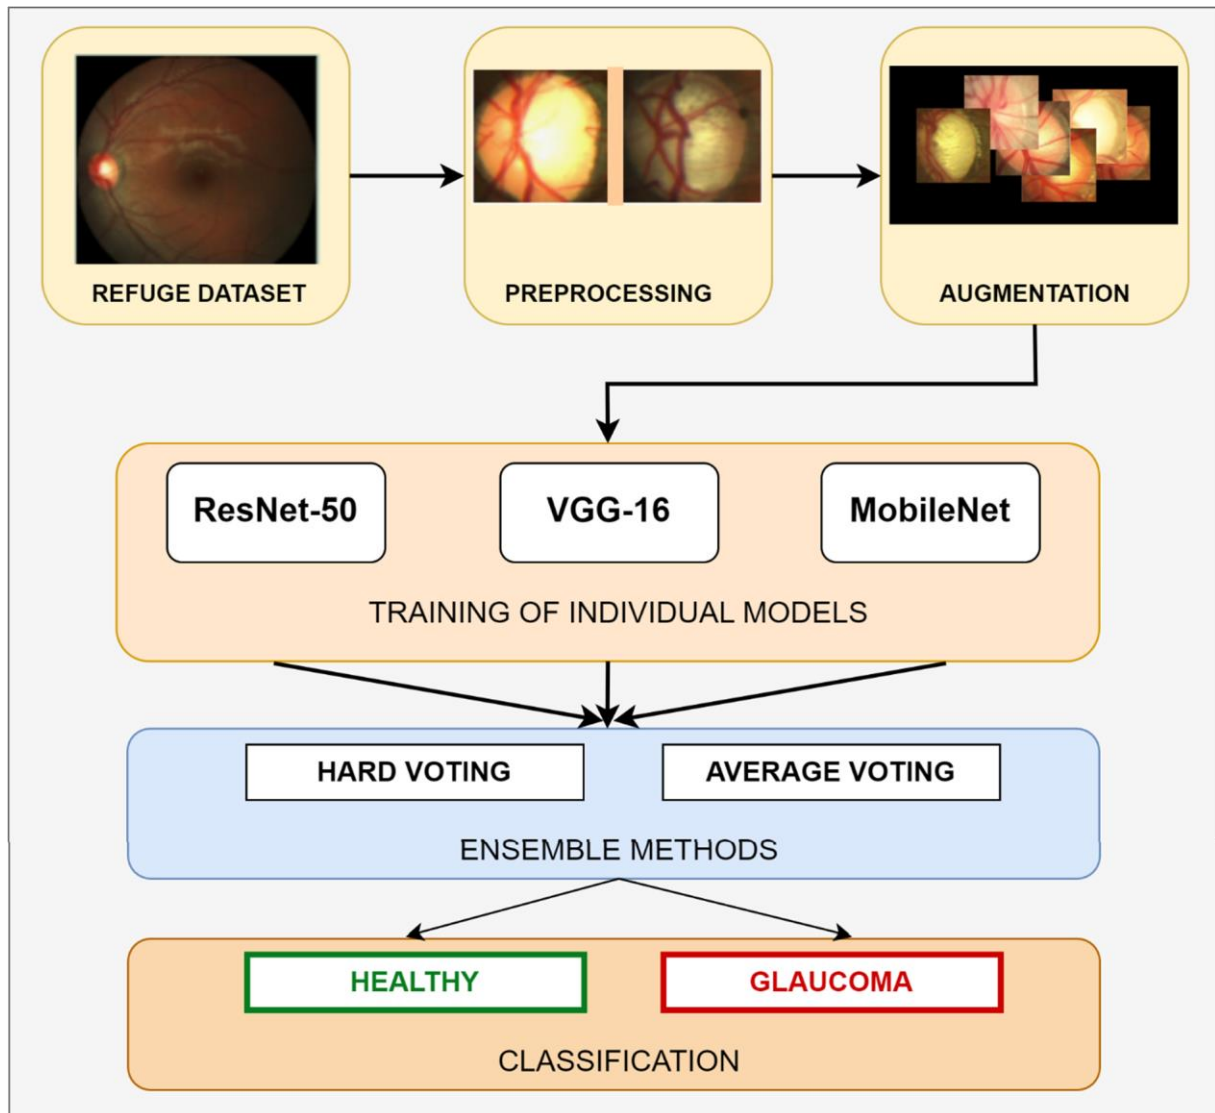 REFUGE DATASET
PREPROCESSING
AUGMENTATION
ResNet-50
VGG-16
MobileNet
TRAINING OF INDIVIDUAL MODELS
HARD VOTING
AVERAGE VOTING
ENSEMBLE METHODS
HEALTHY
GLAUCOMA
CLASSIFICATION